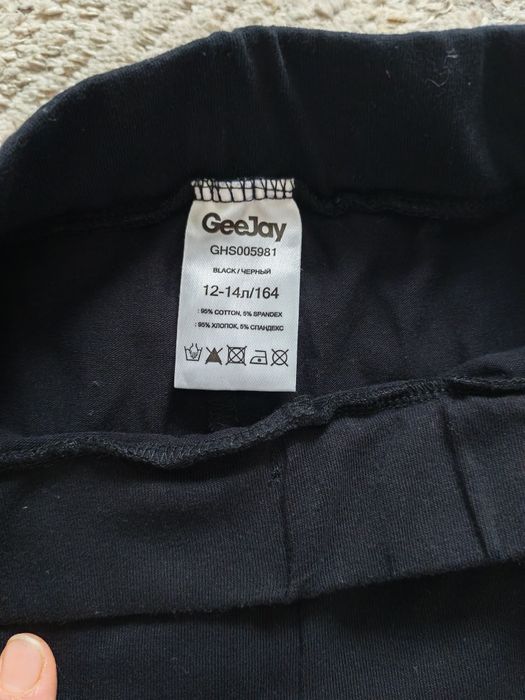 GeeJay
GHS005981
BLACK / ЧЕРНЫЙ
12-14л/164
: 95% COTTON, 5% SPANDEX
: 95% ХЛОПОК, 5% СПАНДЕКС